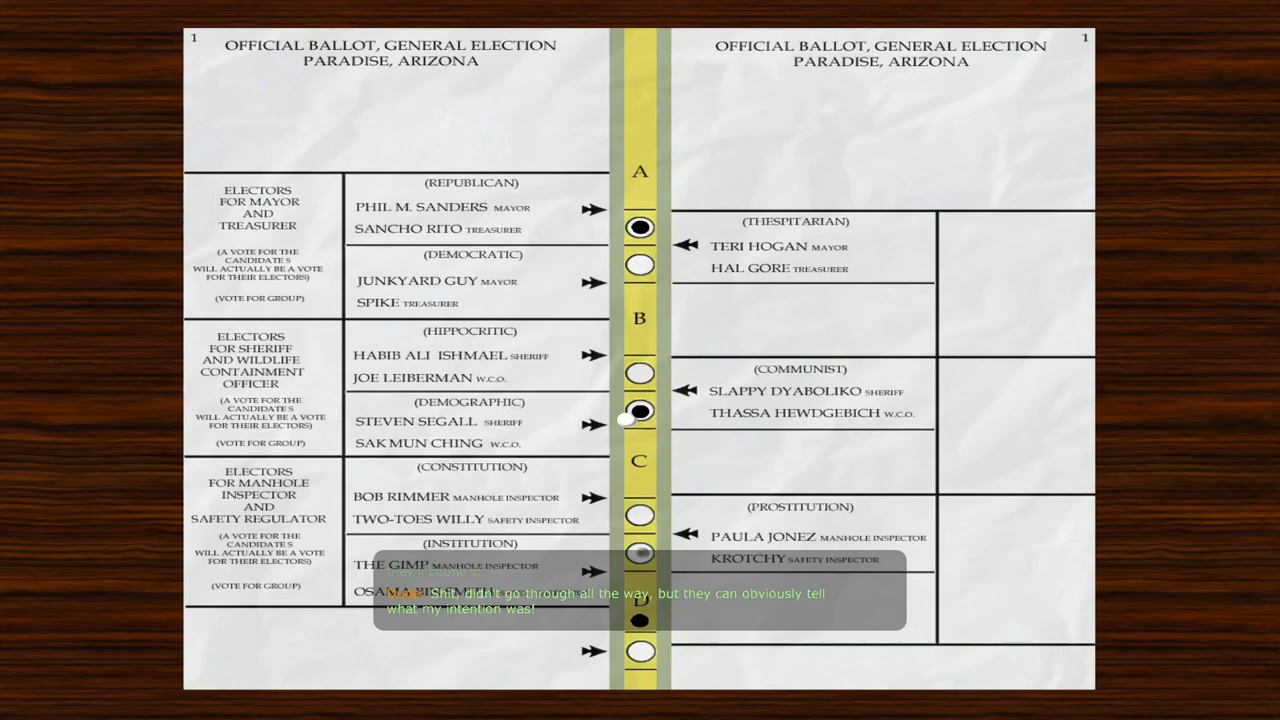 1
OFFICIAL BALLOT, GENERAL ELECTION
PARADISE, ARIZONA
ELECTORS
FOR MAYOR
AND
TREASURER
(A VOTE FOR THE
CANDIDATE S
WILL ACTUALLY BE A VOTE
FOR THEIR ELECTORS)
(VOTE FOR GROUP)
(REPUBLICAN)
PHIL M. SANDERS MAYOR
SANCHO RITO TREASURER
(DEMOCRATIC)
JUNKYARD GUY MAYOR
SPIKE TREASURER
ELECTORS
FOR SHERIFF
AND WILDLIFE
CONTAINMENT
OFFICER
(A VOTE FOR THE
CANDIDATE S
WILL ACTUALLY BE A VOTE
FOR THEIR ELECTORS)
(VOTE FOR GROUP)
(HIPPOCRITIC)
HABIB ALI ISHMAEL SHERIFF
JOE LEIBERMAN W.C.O.
(DEMOGRAPHIC)
STEVEN SEGALL SHERIFF
SAK MUN CHING W.C.O.
ELECTORS
FOR MANHOLE
INSPECTOR
AND
SAFETY REGULATOR
(A VOTE FOR THE
CANDIDATE S
WILL ACTUALLY BE A VOTE
FOR THEIR ELECTORS)
(VOTE FOR GROUP)
(CONSTITUTION)
BOB RIMMER MANHOLE INSPECTOR
TWO-TOES WILLY SAFETY INSPECTOR
(INSTITUTION)
THE GIMP MANHOLE INSPECTOR
A
B
C
D
1
OFFICIAL BALLOT, GENERAL ELECTION
PARADISE, ARIZONA
(THESPITARIAN)
TERI HOGAN MAYOR
HAL GORE TREASURER
(COMMUNIST)
SLAPPY DYABOLIKO SHERIFF
THASSA HEWDGEBICH W.C.O.
(PROSTITUTION)
PAULA JONEZ MANHOLE INSPECTOR
KROTCHY SAFETY INSPECTOR
Shit, didn't go through all the way, but they can obviously tell
what my intention was!